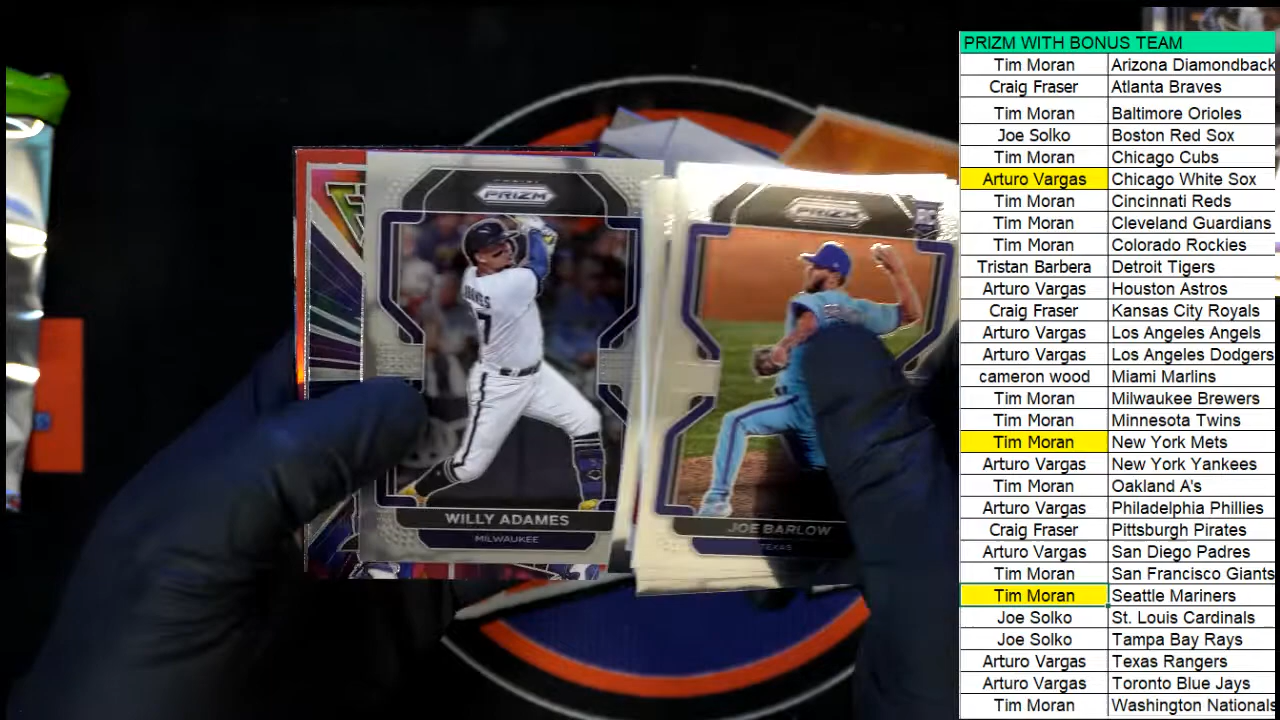 PRIZM WITH BONUS TEAM
Tim Moran Arizona Diamondback
Craig Fraser Atlanta Braves
Tim Moran Baltimore Orioles
Joe Solko Boston Red Sox
Tim Moran Chicago Cubs
Arturo Vargas Chicago White Sox
Tim Moran Cincinnati Reds
Tim Moran Cleveland Guardians
Tim Moran Colorado Rockies
Tristan Barbera Detroit Tigers
Arturo Vargas Houston Astros
Craig Fraser Kansas City Royals
Arturo Vargas Los Angeles Angels
Arturo Vargas Los Angeles Dodgers
cameron wood Miami Marlins
Tim Moran Milwaukee Brewers
Tim Moran Minnesota Twins
Tim Moran New York Mets
Arturo Vargas New York Yankees
Tim Moran Oakland A's
Arturo Vargas Philadelphia Phillies
Craig Fraser Pittsburgh Pirates
Arturo Vargas San Diego Padres
Tim Moran San Francisco Giants
Tim Moran Seattle Mariners
Joe Solko St. Louis Cardinals
Joe Solko Tampa Bay Rays
Arturo Vargas Texas Rangers
Arturo Vargas Toronto Blue Jays
Tim Moran Washington Nationals
PRIZM
7
WILLY ADAMES
MILWAUKEE
PRIZM
RC
JOE BARLOW
TEXAS